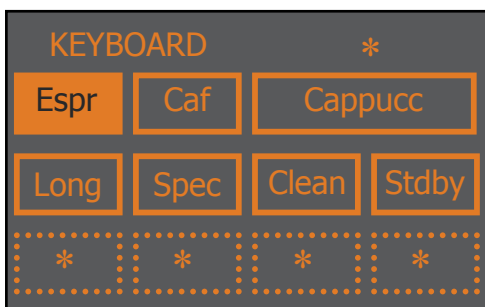 KEYBOARD *
Espr Caf Cappucc
Long Spec Clean Stdby
* * * *